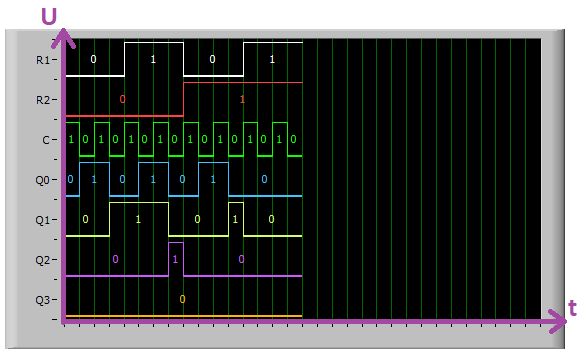 U
R1 0 1 0 1
R2 0 1
C 1 0 1 0 1 0 1 0 1 0 1 0 1 0 1 0
Q0 0 1 0 1 0 1 0
Q1 0 1 0 1 0
Q2 0 1 0
Q3 0
t